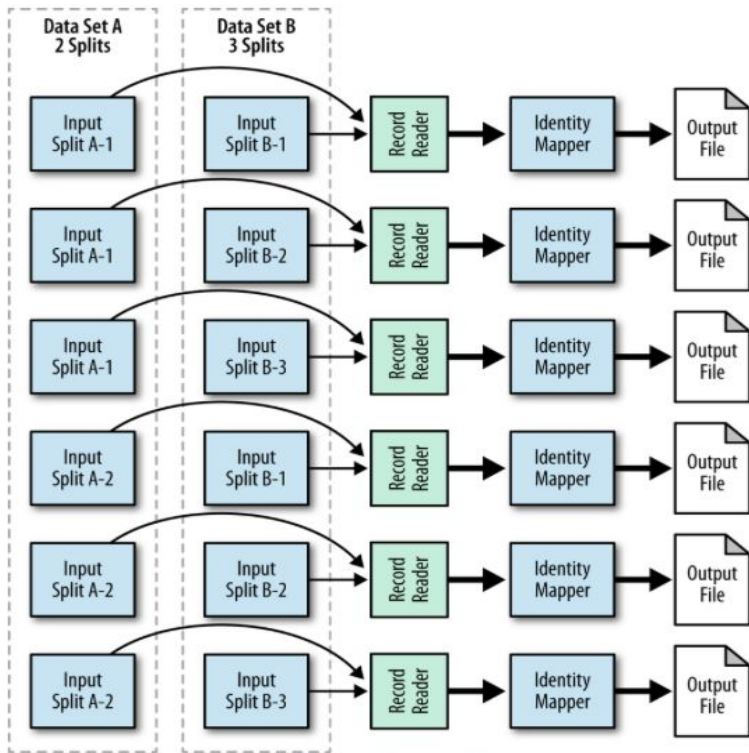 Data Set A
2 Splits
Data Set B
3 Splits
Input
Split A-1
Input
Split B-1
Record
Reader
Identity
Mapper
Output
File
Input
Split A-1
Input
Split B-2
Record
Reader
Identity
Mapper
Output
File
Input
Split A-1
Input
Split B-3
Record
Reader
Identity
Mapper
Output
File
Input
Split A-2
Input
Split B-1
Record
Reader
Identity
Mapper
Output
File
Input
Split A-2
Input
Split B-2
Record
Reader
Identity
Mapper
Output
File
Input
Split A-2
Input
Split B-3
Record
Reader
Identity
Mapper
Output
File